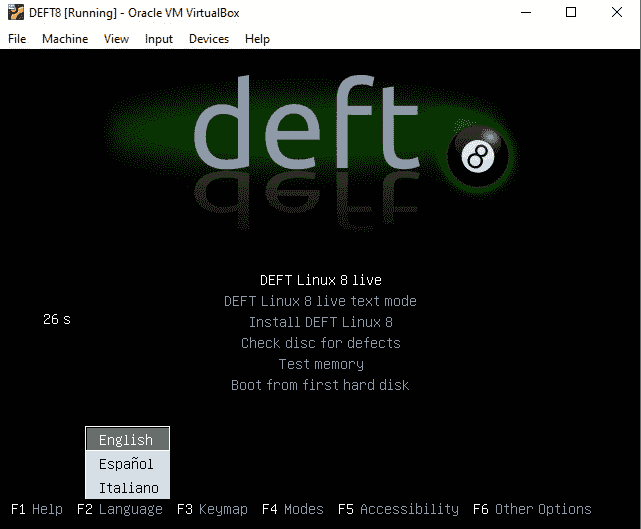 DEFT8 [Running] - Oracle VM VirtualBox
File Machine View Input Devices Help
deft
8
DEFT Linux 8 live
DEFT Linux 8 live text mode
Install DEFT Linux 8
26 s
Check disc for defects
Test memory
Boot from first hard disk
English
Español
Italiano
F1 Help F2 Language F3 Keymap F4 Modes F5 Accessibility F6 Other Options